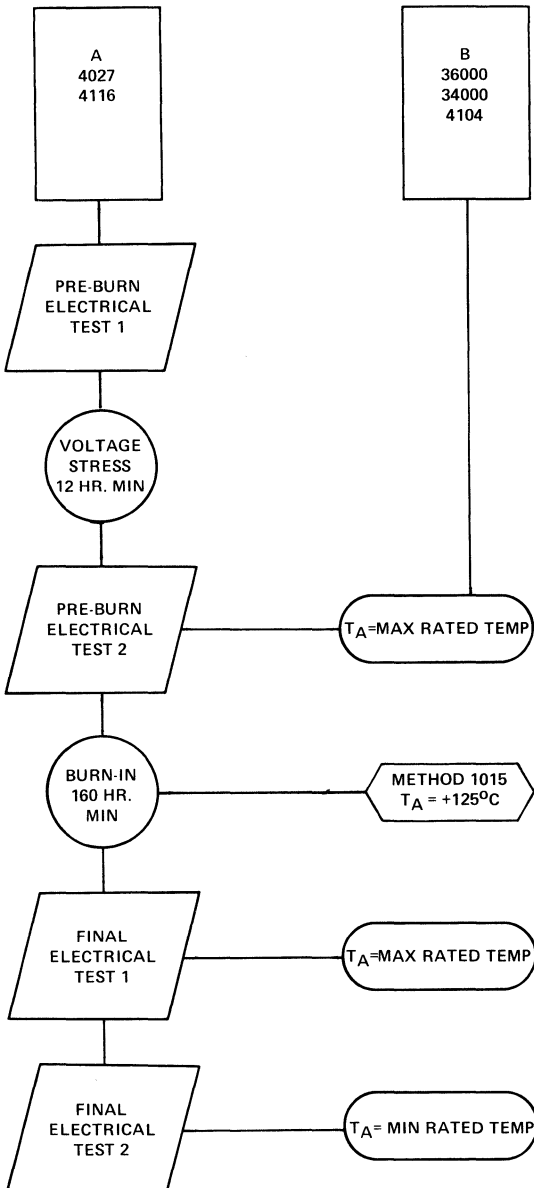 A
4027
4116
B
36000
34000
4104
PRE-BURN
ELECTRICAL
TEST 1
VOLTAGE
STRESS
12 HR. MIN
PRE-BURN
ELECTRICAL
TEST 2
TA=MAX RATED TEMP
BURN-IN
160 HR.
MIN
METHOD 1015
TA = +125°C
FINAL
ELECTRICAL
TEST 1
TA=MAX RATED TEMP
FINAL
ELECTRICAL
TEST 2
TA= MIN RATED TEMP